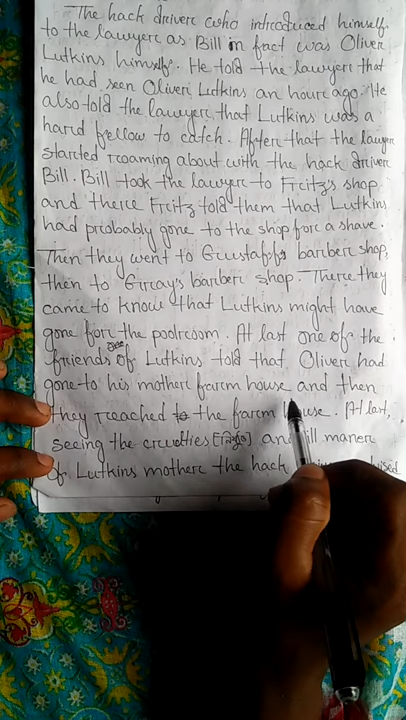 The hack driver who introduced himself
to the lawyer as Bill in fact was Oliver
Lutkins himself. He told the lawyer that
he had seen Oliver Lutkins an hour ago. He
also told the lawyer that Lutkins was a
hard fellow to catch. After that the lawyer
started roaming about with the hack driver
Bill. Bill took the lawyer to Fritz's shop.
and there Fritz told them that Lutkins
had probably gone to the shop for a shave.
Then they went to Gustaff's barber shop,
then to Gray's barber shop. There they
came to know that Lutkins might have
gone for the poolroom. At last one of the
friends of Lutkins told that Oliver had
gone to his mother farm house and then
they reached the farm house. At last,
seeing the cruelties and ill maner
of Lutkins mother the hack